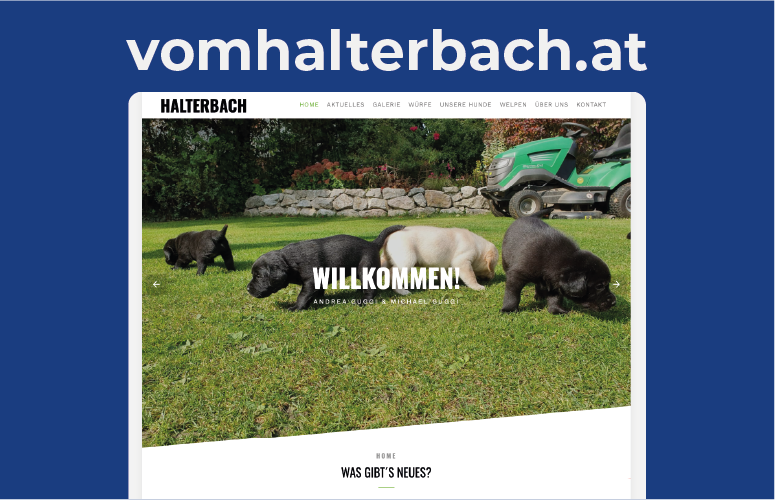 vomhalterbach.at
HALTERBACH
HOME AKTUELLES GALERIE WÜRFE UNSERE HUNDE WELPEN ÜBER UNS KONTAKT
WILLKOMMEN!
ANDREA GUGGI & MICHAEL GUGGI
HOME
WAS GIBT'S NEUES?